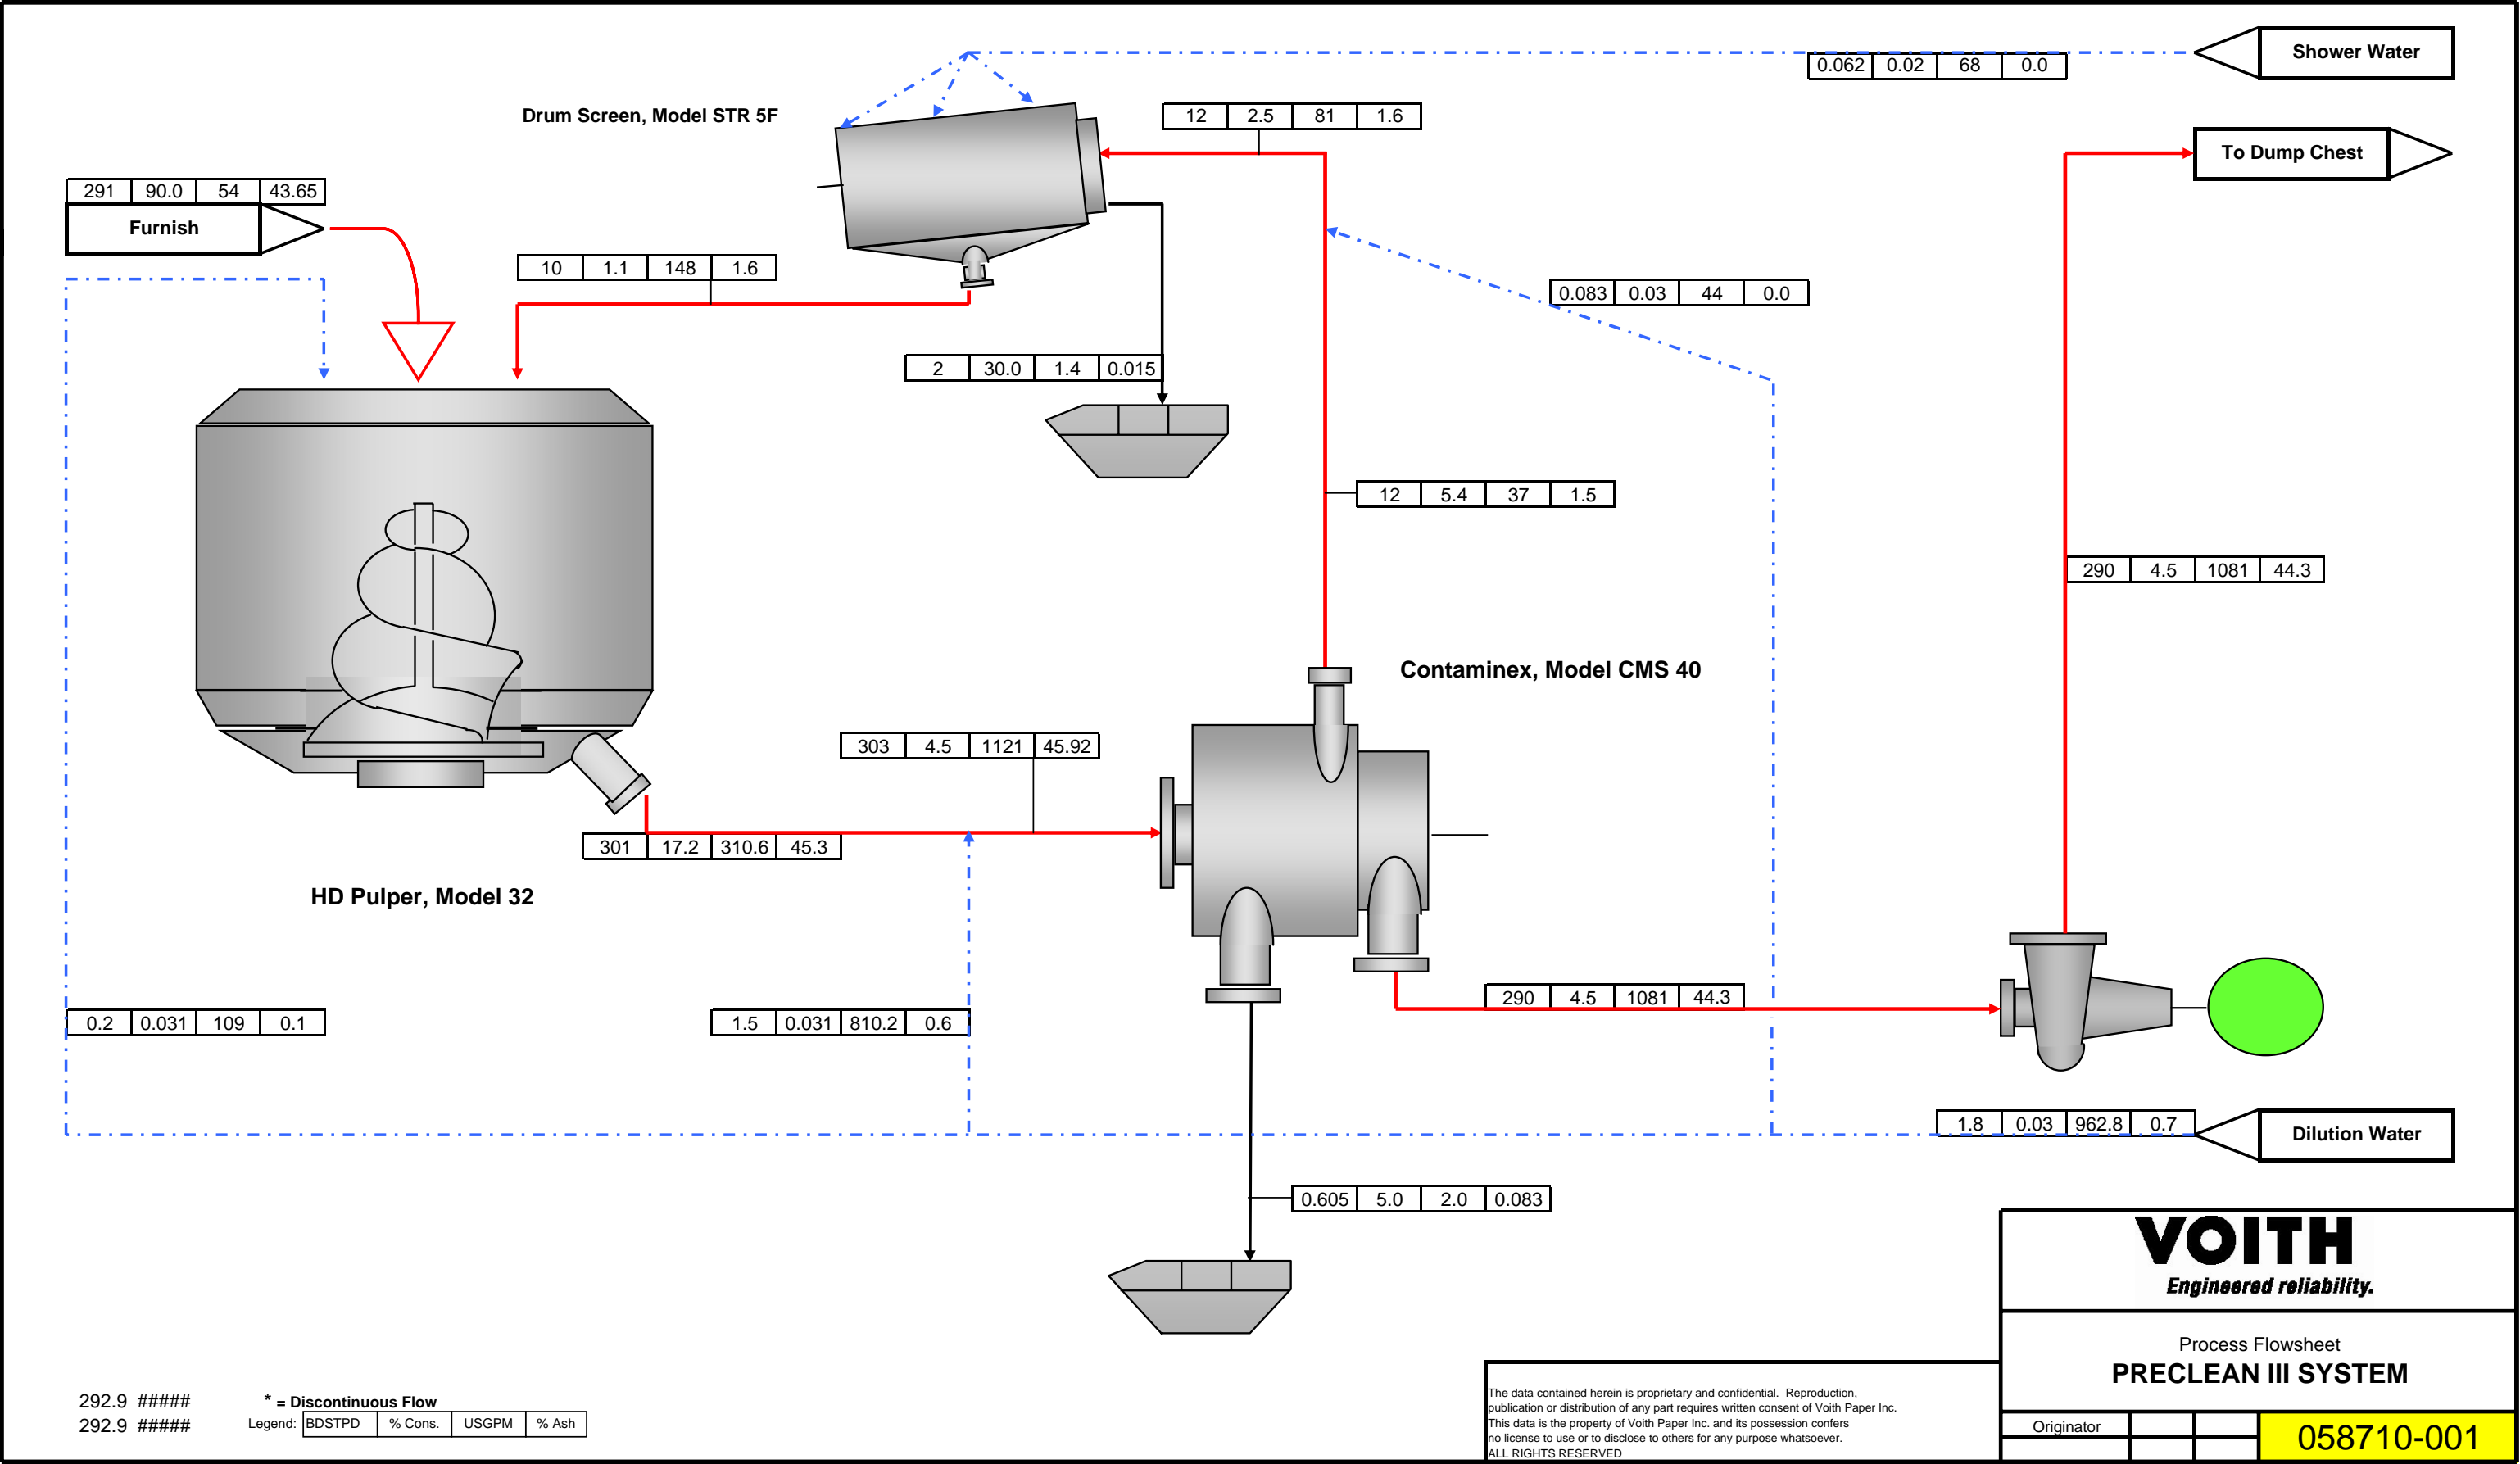 Shower Water
0.062 0.02 68 0.0
Drum Screen, Model STR 5F
12 2.5 81 1.6
To Dump Chest
291 90.0 54 43.65
Furnish
10 1.1 148 1.6
0.083 0.03 44 0.0
2 30.0 1.4 0.015
12 5.4 37 1.5
290 4.5 1081 44.3
Contaminex, Model CMS 40
303 4.5 1121 45.92
301 17.2 310.6 45.3
HD Pulper, Model 32
290 4.5 1081 44.3
0.2 0.031 109 0.1
1.5 0.031 810.2 0.6
1.8 0.03 962.8 0.7
Dilution Water
0.605 5.0 2.0 0.083
VOITH
Engineered reliability.
Process Flowsheet
PRECLEAN III SYSTEM
292.9 #####
* = Discontinuous Flow
292.9 #####
Legend: BDSTPD % Cons. USGPM % Ash
The data contained herein is proprietary and confidential. Reproduction,
publication or distribution of any part requires written consent of Voith Paper Inc.
This data is the property of Voith Paper Inc. and its possession confers
no license to use or to disclose to others for any purpose whatsoever.
ALL RIGHTS RESERVED
Originator
058710-001